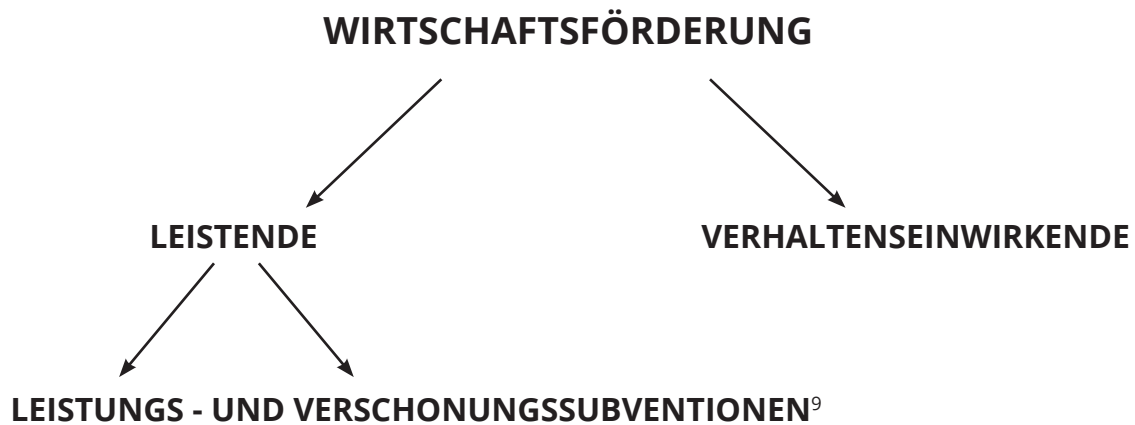 WIRTSCHAFTSFÖRDERUNG
LEISTENDE VERHALTENSEINWIRKENDE
LEISTUNGS - UND VERSCHONUNGSSUBVENTIONEN⁹